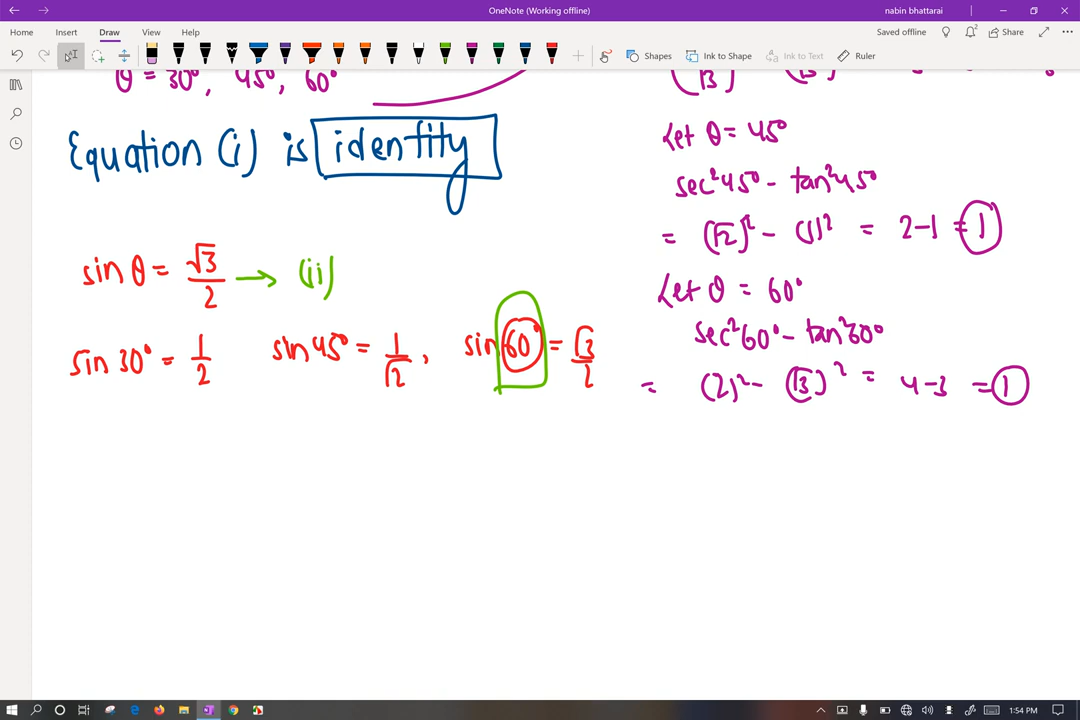 OneNote (Working offline)
nabin bhattarai
Home Insert Draw View Help
Saved offline
Share
Shapes
Ink to Shape
Ink to Text
Ruler
θ = 30°, 45°, 60°
Equation (i) is identity
sin θ = √3/2 → (ii)
sin 30° = 1/2 sin 45° = 1/√2, sin 60° = √3/2
Let θ = 45°
sec²45° - tan²45°
= (√2)² - (1)² = 2-1 = 1
Let θ = 60°
sec²60° - tan²60°
= (2)² - (√3)² = 4-3 = 1
1:54 PM